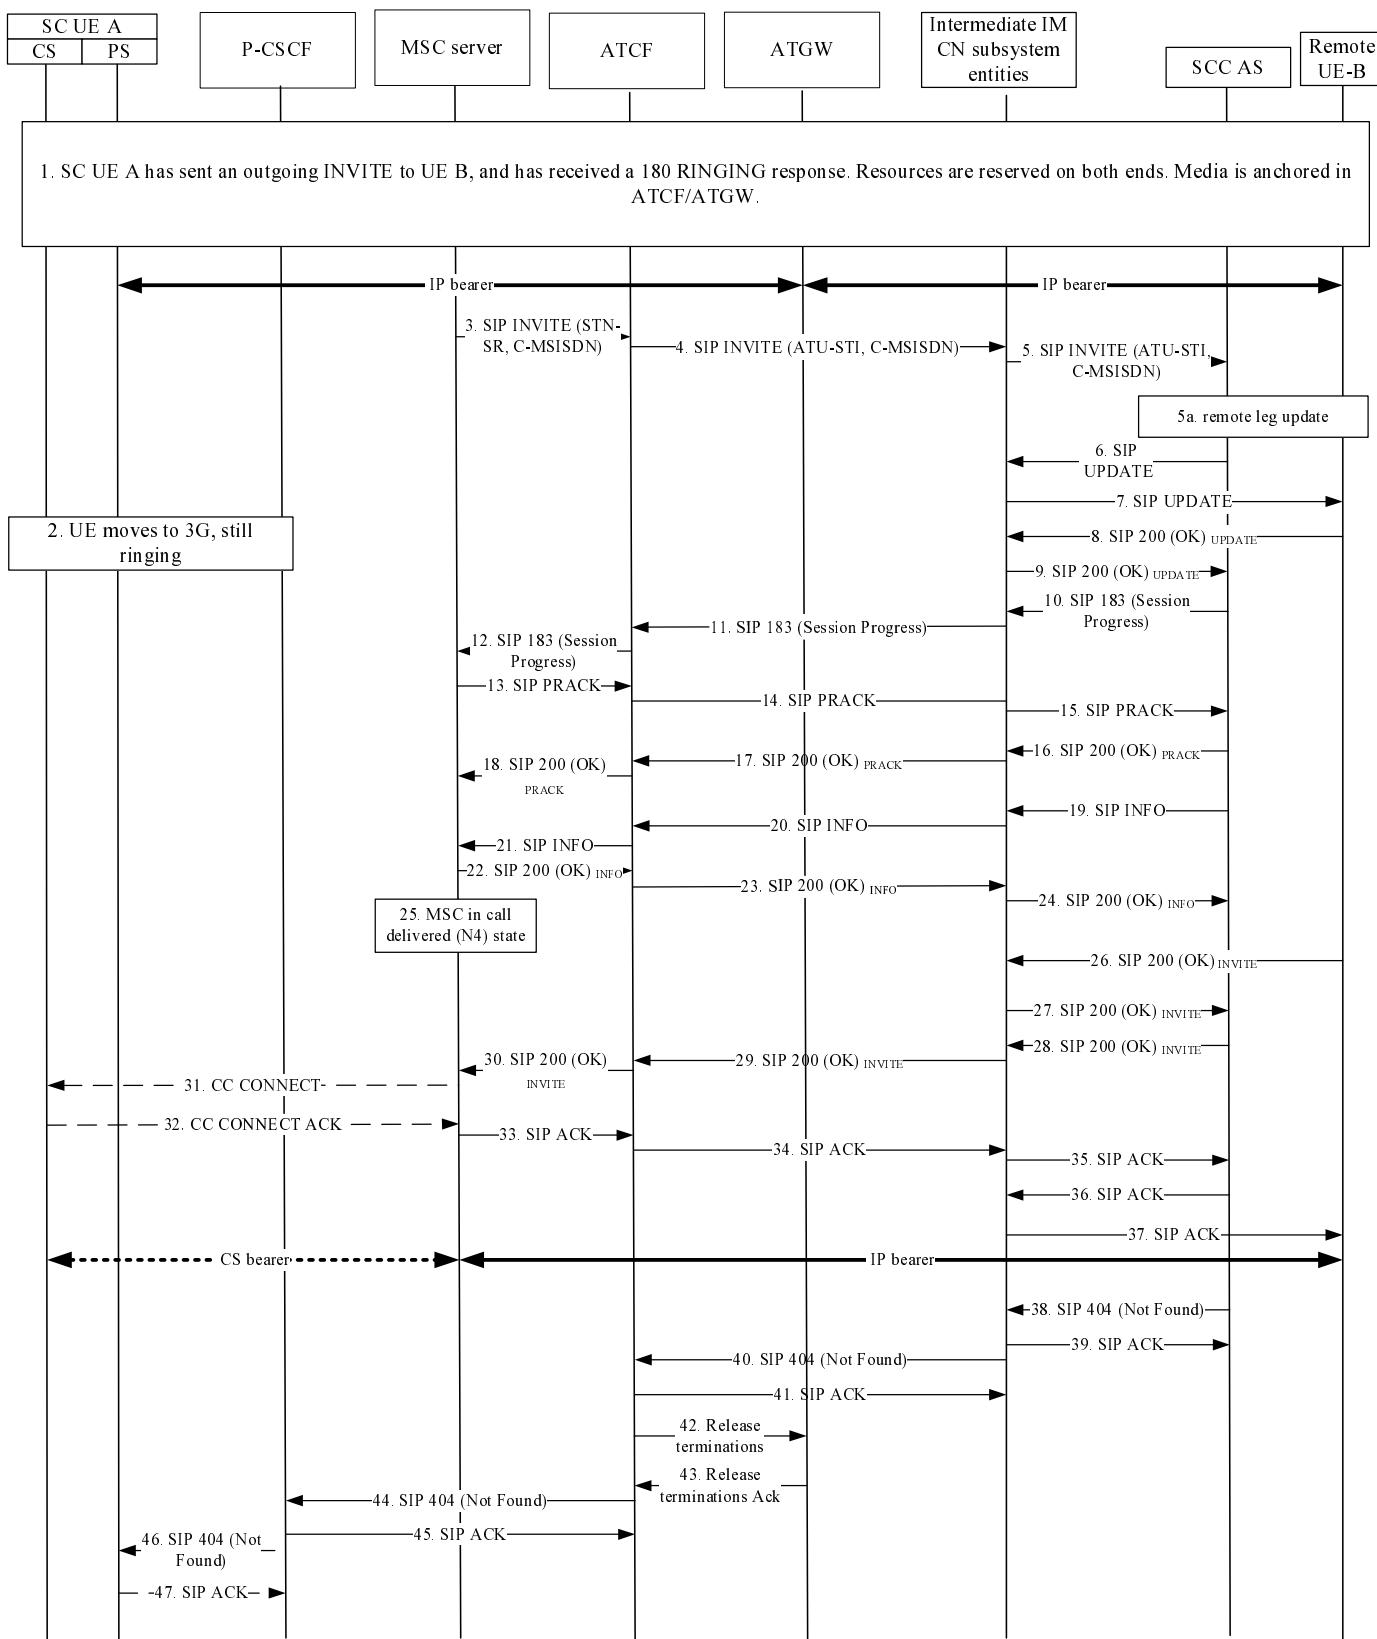 SC UE A
CS
PS
P-CSCF
MSC server
ATCF
ATGW
Intermediate IM
CN subsystem
entities
SCC AS
Remote
UE-B
1. SC UE A has sent an outgoing INVITE to UE B, and has received a 180 RINGING response. Resources are reserved on both ends. Media is anchored in
ATCF/ATGW.
IP bearer
IP bearer
3. SIP INVITE (STN-
SR, C-MSISDN)
4. SIP INVITE (ATU-STI, C-MSISDN)
5. SIP INVITE (ATU-STI,
C-MSISDN)
5a. remote leg update
6. SIP
UPDATE
7. SIP UPDATE
2. UE moves to 3G, still
ringing
8. SIP 200 (OK) UPDATE
9. SIP 200 (OK) UPDATE
10. SIP 183 (Session
Progress)
11. SIP 183 (Session Progress)
12. SIP 183 (Session
Progress)
13. SIP PRACK
14. SIP PRACK
15. SIP PRACK
16. SIP 200 (OK) PRACK
17. SIP 200 (OK) PRACK
18. SIP 200 (OK)
PRACK
19. SIP INFO
20. SIP INFO
21. SIP INFO
22. SIP 200 (OK) INFO
23. SIP 200 (OK) INFO
24. SIP 200 (OK) INFO
25. MSC in call
delivered (N4) state
26. SIP 200 (OK) INVITE
27. SIP 200 (OK) INVITE
28. SIP 200 (OK) INVITE
29. SIP 200 (OK) INVITE
30. SIP 200 (OK)
INVITE
31. CC CONNECT
32. CC CONNECT ACK
33. SIP ACK
34. SIP ACK
35. SIP ACK
36. SIP ACK
37. SIP ACK
CS bearer
IP bearer
38. SIP 404 (Not Found)
39. SIP ACK
40. SIP 404 (Not Found)
41. SIP ACK
42. Release
terminations
43. Release
terminations Ack
44. SIP 404 (Not Found)
45. SIP ACK
46. SIP 404 (Not
Found)
47. SIP ACK